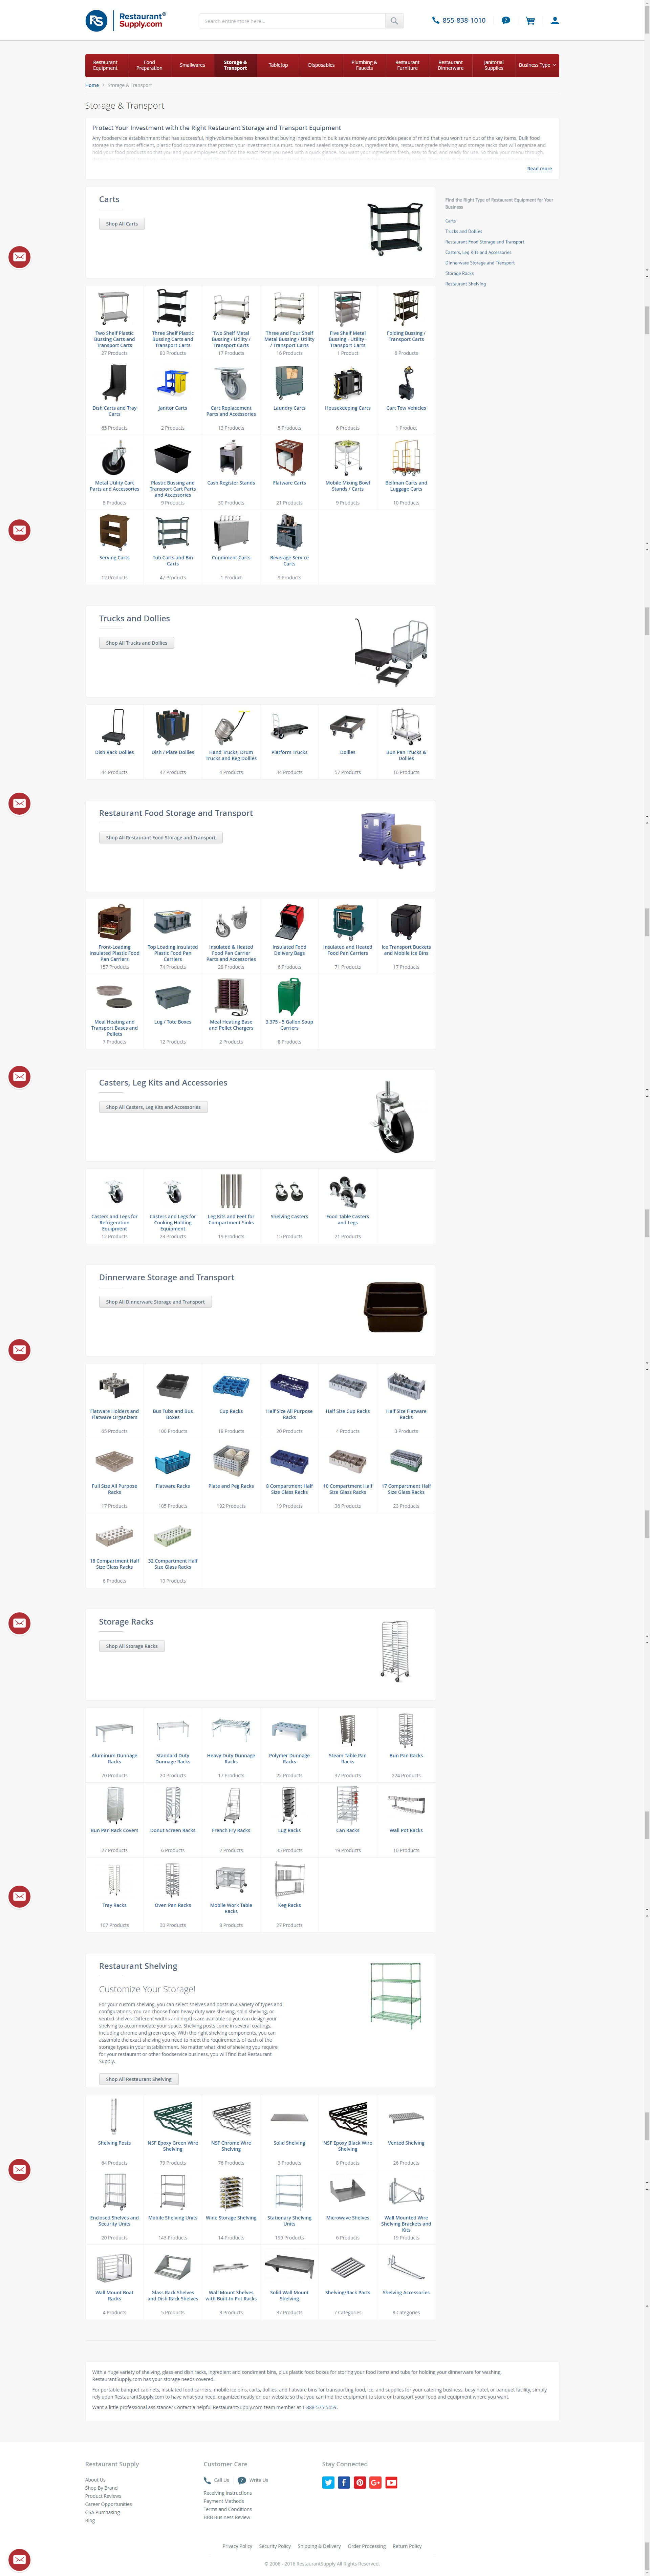 RS Restaurant Supply.com
Search entire store here...
855-838-1010
Restaurant Equipment
Food Preparation
Smallwares
Storage & Transport
Tabletop
Disposables
Plumbing & Faucets
Restaurant Furniture
Restaurant Dinnerware
Janitorial Supplies
Business Type
Home › Storage & Transport
Storage & Transport
Protect Your Investment with the Right Restaurant Storage and Transport Equipment
Any foodservice establishment that has successful, high-volume business knows that buying ingredients in bulk saves money and provides peace of mind that you won't run out of the key items. Bulk food
storage is the most efficient, plastic food containers that protect your investment is a must. You need sealed storage boxes, ingredient bins, restaurant-grade shelving and storage racks that will organize and
Read more
Find the Right Type of Restaurant Equipment for Your Business
Carts
Trucks and Dollies
Restaurant Food Storage and Transport
Casters, Leg Kits and Accessories
Dinnerware Storage and Transport
Storage Racks
Restaurant Shelving
Carts
Shop All Carts
Two Shelf Plastic Bussing Carts and Transport Carts
27 Products
Three Shelf Plastic Bussing Carts and Transport Carts
80 Products
Two Shelf Metal Bussing / Utility / Transport Carts
17 Products
Three and Four Shelf Metal Bussing / Utility / Transport Carts
16 Products
Five Shelf Metal Bussing - Utility - Transport Carts
1 Product
Folding Bussing / Transport Carts
6 Products
Dish Carts and Tray Carts
65 Products
Janitor Carts
2 Products
Cart Replacement Parts and Accessories
13 Products
Laundry Carts
5 Products
Housekeeping Carts
8 Products
Cart Tow Vehicles
1 Product
Metal Utility Cart Parts and Accessories
8 Products
Plastic Bussing and Transport Cart Parts and Accessories
9 Products
Cash Register Stands
30 Products
Flatware Carts
21 Products
Mobile Mixing Bowl Stands / Carts
9 Products
Bellman Carts and Luggage Carts
10 Products
Serving Carts
12 Products
Tub Carts and Bin Carts
47 Products
Condiment Carts
1 Product
Beverage Service Carts
9 Products
Trucks and Dollies
Shop All Trucks and Dollies
Dish Rack Dollies
44 Products
Dish / Plate Dollies
42 Products
Hand Trucks, Drum Trucks and Keg Dollies
4 Products
Platform Trucks
34 Products
Dollies
57 Products
Bun Pan Trucks & Dollies
16 Products
Restaurant Food Storage and Transport
Shop All Restaurant Food Storage and Transport
Front-Loading Insulated Plastic Food Pan Carriers
157 Products
Top Loading Insulated Plastic Food Pan Carriers
74 Products
Insulated & Heated Food Pan Carrier Parts and Accessories
28 Products
Insulated Food Delivery Bags
6 Products
Insulated and Heated Food Pan Carriers
71 Products
Ice Transport Buckets and Mobile Ice Bins
17 Products
Meal Heating and Transport Bases and Pellets
7 Products
Lug / Tote Boxes
12 Products
Meal Heating Base and Pellet Chargers
2 Products
3.375 - 5 Gallon Soup Carriers
8 Products
Casters, Leg Kits and Accessories
Shop All Casters, Leg Kits and Accessories
Casters and Legs for Refrigeration Equipment
12 Products
Casters and Legs for Cooking Holding Equipment
23 Products
Leg Kits and Feet for Compartment Sinks
19 Products
Shelving Casters
15 Products
Food Table Casters and Legs
21 Products
Dinnerware Storage and Transport
Shop All Dinnerware Storage and Transport
Flatware Holders and Flatware Organizers
65 Products
Bus Tubs and Bus Boxes
100 Products
Cup Racks
18 Products
Half Size All Purpose Racks
20 Products
Half Size Cup Racks
4 Products
Half Size Flatware Racks
3 Products
Full Size All Purpose Racks
17 Products
Flatware Racks
105 Products
Plate and Peg Racks
192 Products
8 Compartment Half Size Glass Racks
19 Products
10 Compartment Half Size Glass Racks
36 Products
17 Compartment Half Size Glass Racks
23 Products
18 Compartment Half Size Glass Racks
6 Products
32 Compartment Half Size Glass Racks
10 Products
Storage Racks
Shop All Storage Racks
Aluminum Dunnage Racks
70 Products
Standard Duty Dunnage Racks
20 Products
Heavy Duty Dunnage Racks
17 Products
Polymer Dunnage Racks
22 Products
Steam Table Pan Racks
37 Products
Bun Pan Racks
224 Products
Bun Pan Rack Covers
27 Products
Donut Screen Racks
6 Products
French Fry Racks
2 Products
Lug Racks
35 Products
Can Racks
19 Products
Wall Pot Racks
10 Products
Tray Racks
107 Products
Oven Pan Racks
30 Products
Mobile Work Table Racks
8 Products
Keg Racks
27 Products
Restaurant Shelving
Customize Your Storage!
For your custom shelving, you can select shelves and posts in a variety of types and
configurations. You can choose from heavy duty wire shelving, solid shelving, or
vented shelves. Different widths and depths are available so you can design your
shelving to accommodate your space. Shelving posts come in several coatings,
including chrome and green epoxy. With the right shelving components, you can
assemble the exact shelving you need to meet the requirements of each of the
storage types in your establishment. No matter what kind of shelving you require
for your restaurant or other foodservice business, you will find it at Restaurant
Supply.
Shop All Restaurant Shelving
Shelving Posts
64 Products
NSF Epoxy Green Wire Shelving
79 Products
NSF Chrome Wire Shelving
76 Products
Solid Shelving
3 Products
NSF Epoxy Black Wire Shelving
8 Products
Vented Shelving
26 Products
Enclosed Shelves and Security Units
20 Products
Mobile Shelving Units
143 Products
Wine Storage Shelving
14 Products
Stationary Shelving Units
199 Products
Microwave Shelves
6 Products
Wall Mounted Wire Shelving Brackets and Kits
19 Products
Wall Mount Boat Racks
4 Products
Glass Rack Shelves and Dish Rack Shelves
5 Products
Wall Mount Shelves with Built in Pot Racks
3 Products
Solid Wall Mount Shelving
37 Products
Shelving/Rack Parts
7 Categories
Shelving Accessories
8 Categories
With a huge variety of shelving, glass and dish racks, ingredient and condiment bins, plus plastic food boxes for storing your food items and tubs for holding your dinnerware for washing,
RestaurantSupply.com has your storage needs covered.
For portable banquet cabinets, insulated food carriers, mobile ice bins, carts, dollies, and flatware bins for transporting food, ice, and supplies for your catering business, busy hotel, or banquet facility, simply
rely upon RestaurantSupply.com to have what you need, organized neatly on our website so that you can find the equipment to store or transport your food and equipment where you want.
Want a little professional assistance? Contact a helpful RestaurantSupply.com team member at 1-888-575-5459.
Restaurant Supply
About Us
Shop By Brand
Product Reviews
Career Opportunities
GSA Purchasing
Blog
Customer Care
Call Us
Write Us
Receiving Instructions
Payment Methods
Terms and Conditions
BBB Business Review
Stay Connected
Privacy Policy Security Policy Shipping & Delivery Order Processing Return Policy
© 2006 - 2016 RestaurantSupply All Rights Reserved.